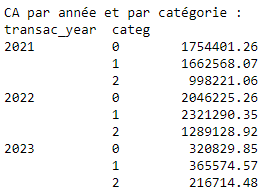 CA par année et par catégorie :
transac_year  categ
2021          0        1754401.26
              1        1662568.07
              2         998221.06
2022          0        2046225.26
              1        2321290.35
              2        1289128.92
2023          0         320829.85
              1         365574.57
              2         216714.48